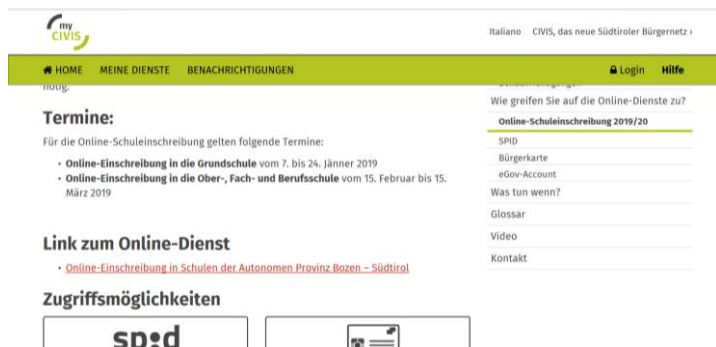 my
CIVIS
Italiano CIVIS, das neue Südtiroler Bürgernetz ›
HOME MEINE DIENSTE BENACHRICHTIGUNGEN Login Hilfe
nötig.
Termine:
Für die Online-Schuleinschreibung gelten folgende Termine:
• Online-Einschreibung in die Grundschule vom 7. bis 24. Jänner 2019
• Online-Einschreibung in die Ober-, Fach- und Berufsschule vom 15. Februar bis 15.
März 2019
Link zum Online-Dienst
• Online-Einschreibung in Schulen der Autonomen Provinz Bozen – Südtirol
Zugriffsmöglichkeiten
sp:d
Wie greifen Sie auf die Online-Dienste zu?
Online-Schuleinschreibung 2019/20
SPID
Bürgerkarte
eGov-Account
Was tun wenn?
Glossar
Video
Kontakt